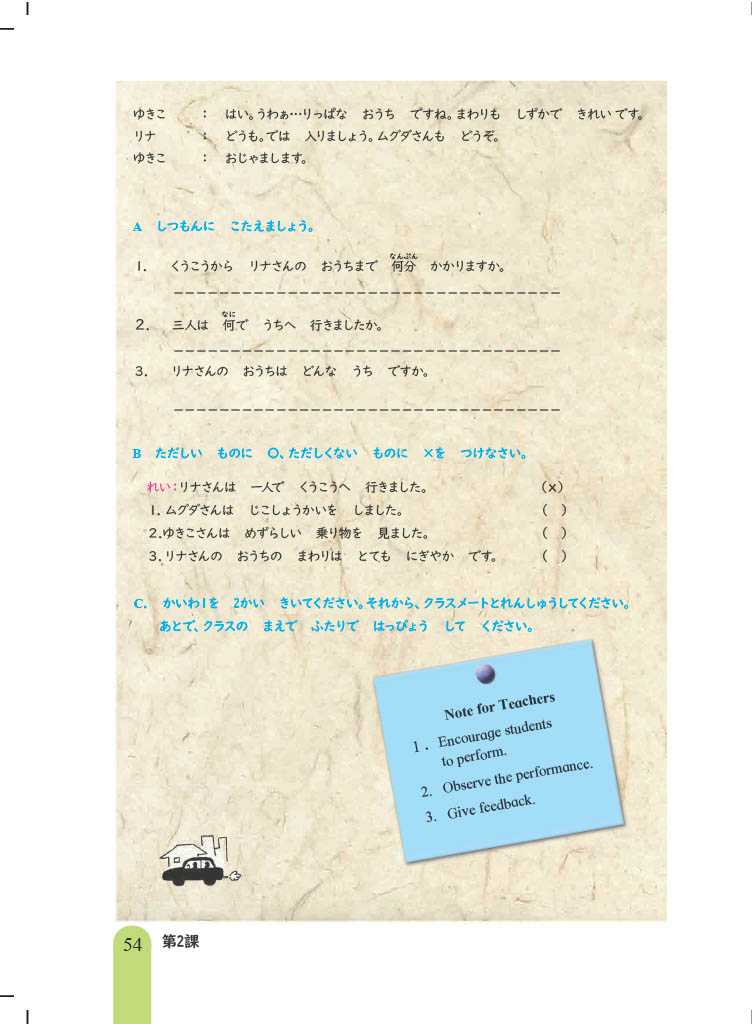 ゆきこ　：　はい。うわぁ…りっぱな　おうち　ですね。まわりも　しずかで　きれい です。
リナ　：　どうも。では　入りましょう。ムグダさんも　どうぞ。
ゆきこ　：　おじゃまします。
A　しつもんに　こたえましょう。
なんぷん
1.　くうこうから　リナさんの　おうちまで　何分　かかりますか。
なに
2.　三人は　何で　うちへ　行きましたか。
3.　リナさんの　おうちは　どんな　うち　ですか。
B　ただしい　ものに　〇、ただしくない　ものに　×を　つけなさい。
れい：リナさんは　一人で　くうこうへ　行きました。　（×）
1. ムグダさんは　じこしょうかいを　しました。　（　）
2.ゆきこさんは　めずらしい　乗り物を　見ました。　（　）
3. リナさんの　おうちの　まわりは　とても　にぎやか　です。　（　）
C.　かいわ1を　2かい　きいてください。それから、クラスメートとれんしゅうしてください。
あとで、クラスの　まえで　ふたりで　はっぴょう　して　ください。
Note for Teachers
1 . Encourage students
to perform.
2. Observe the performance.
3. Give feedback.
54　第2課